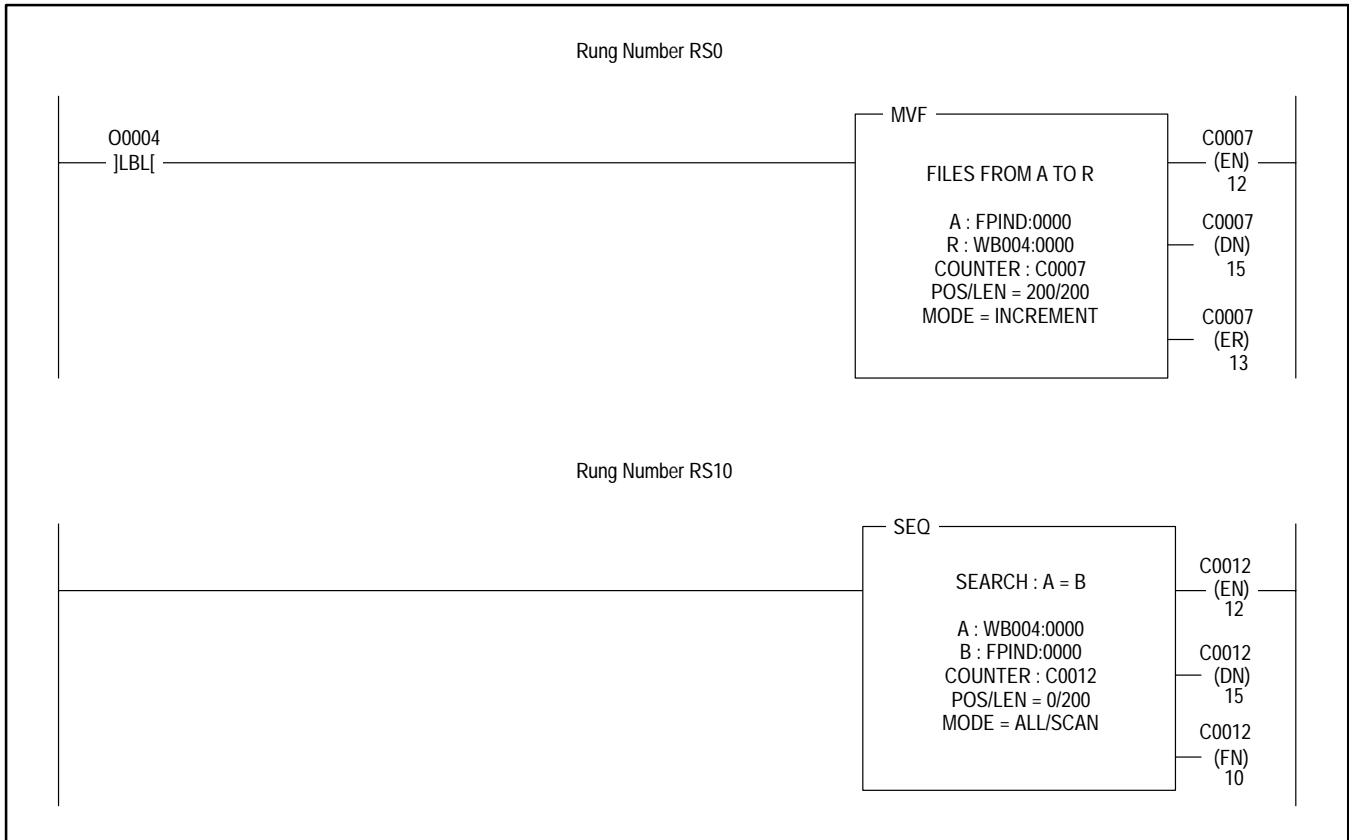 Rung Number RS0
O0004
]LBL[
MVF
FILES FROM A TO R
A : FPIND:0000
R : WB004:0000
COUNTER : C0007
POS/LEN = 200/200
MODE = INCREMENT
C0007
(EN)
12
C0007
(DN)
15
C0007
(ER)
13
Rung Number RS10
SEQ
SEARCH : A = B
A : WB004:0000
B : FPIND:0000
COUNTER : C0012
POS/LEN = 0/200
MODE = ALL/SCAN
C0012
(EN)
12
C0012
(DN)
15
C0012
(FN)
10